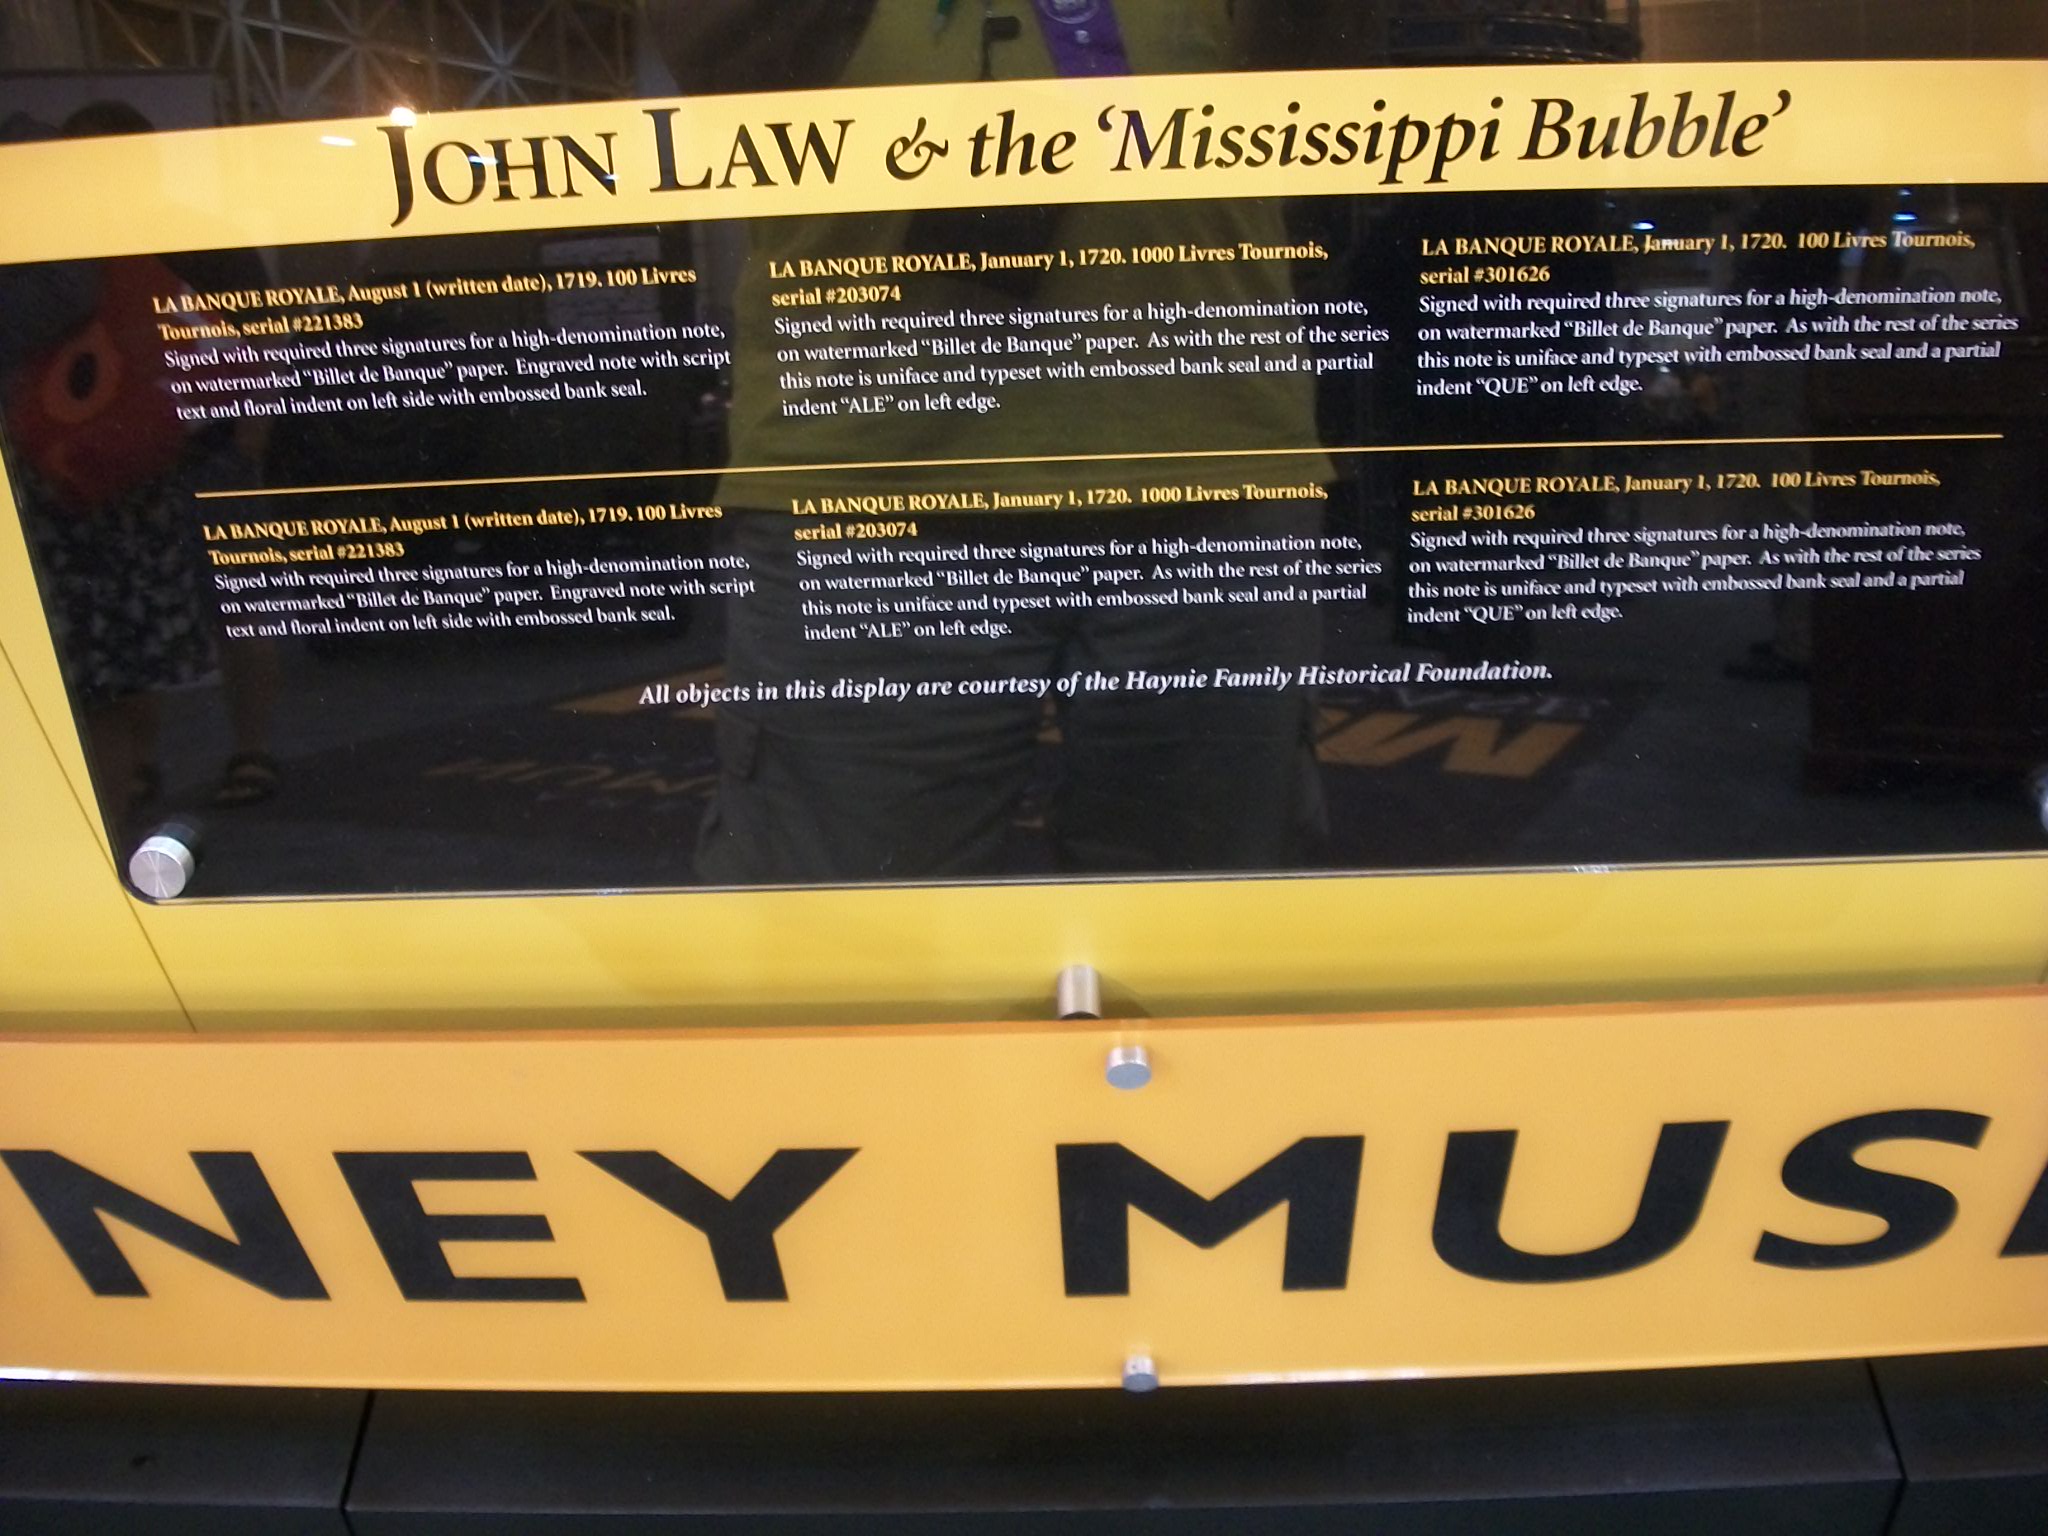 JOHN LAW & the ‘Mississippi Bubble’
LA BANQUE ROYALE, August 1 (written date), 1719. 100 Livres
Tournois, serial #221383
Signed with required three signatures for a high-denomination note,
on watermarked “Billet de Banque” paper. Engraved note with script
text and floral indent on left side with embossed bank seal.
LA BANQUE ROYALE, January 1, 1720. 1000 Livres Tournois,
serial #203074
Signed with required three signatures for a high-denomination note,
on watermarked “Billet de Banque” paper. As with the rest of the series
this note is uniface and typeset with embossed bank seal and a partial
indent “ALE” on left edge.
LA BANQUE ROYALE, January 1, 1720. 100 Livres Tournois,
serial #301626
Signed with required three signatures for a high-denomination note,
on watermarked “Billet de Banque” paper. As with the rest of the series
this note is uniface and typeset with embossed bank seal and a partial
indent “QUE” on left edge.
LA BANQUE ROYALE, August 1 (written date), 1719. 100 Livres
Tournois, serial #221383
Signed with required three signatures for a high-denomination note,
on watermarked “Billet de Banque” paper. Engraved note with script
text and floral indent on left side with embossed bank seal.
LA BANQUE ROYALE, January 1, 1720. 1000 Livres Tournois,
serial #203074
Signed with required three signatures for a high-denomination note,
on watermarked “Billet de Banque” paper. As with the rest of the series
this note is uniface and typeset with embossed bank seal and a partial
indent “ALE” on left edge.
LA BANQUE ROYALE, January 1, 1720. 100 Livres Tournois,
serial #301626
Signed with required three signatures for a high-denomination note,
on watermarked “Billet de Banque” paper. As with the rest of the series
this note is uniface and typeset with embossed bank seal and a partial
indent “QUE” on left edge.
All objects in this display are courtesy of the Haynie Family Historical Foundation.
NEY MUS